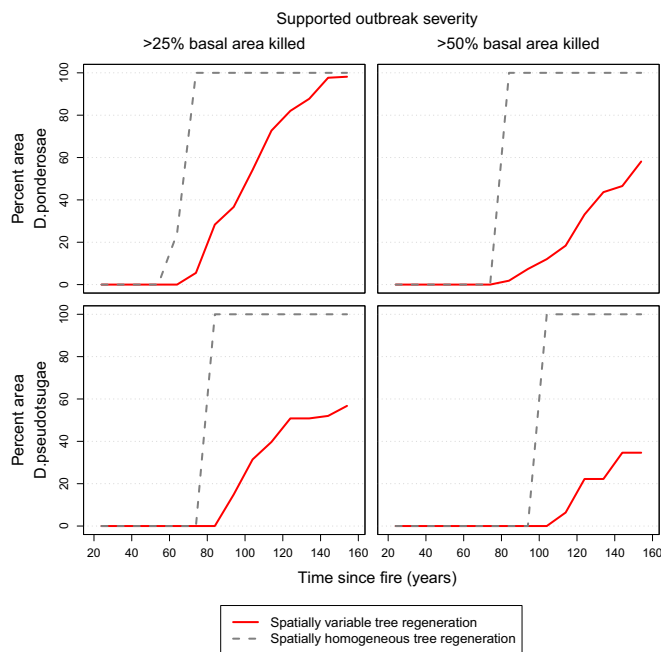 Supported outbreak severity
>25% basal area killed
>50% basal area killed
Percent area
D.ponderosae
0
20
40
60
80
100
Percent area
D.pseudotsugae
0
20
40
60
80
100
20 40 60 80 100 120 140 160
20 40 60 80 100 120 140 160
Time since fire (years)
Spatially variable tree regeneration
Spatially homogeneous tree regeneration